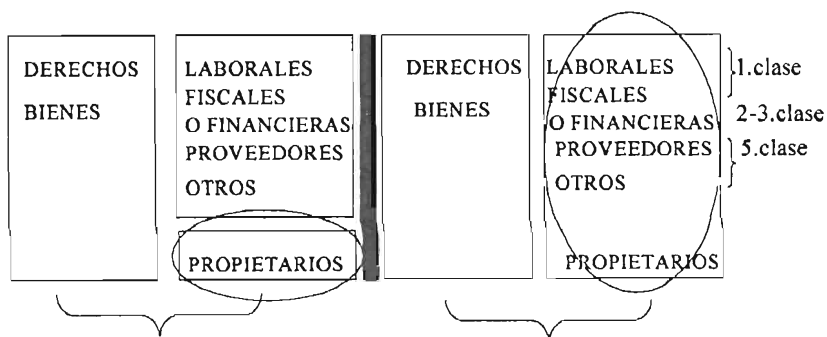 DERECHOS
BIENES
LABORALES
FISCALES
O FINANCIERAS
PROVEEDORES
OTROS
PROPIETARIOS
DERECHOS
BIENES
LABORALES
FISCALES
O FINANCIERAS
PROVEEDORES
OTROS
PROPIETARIOS
1.clase
2-3.clase
5.clase